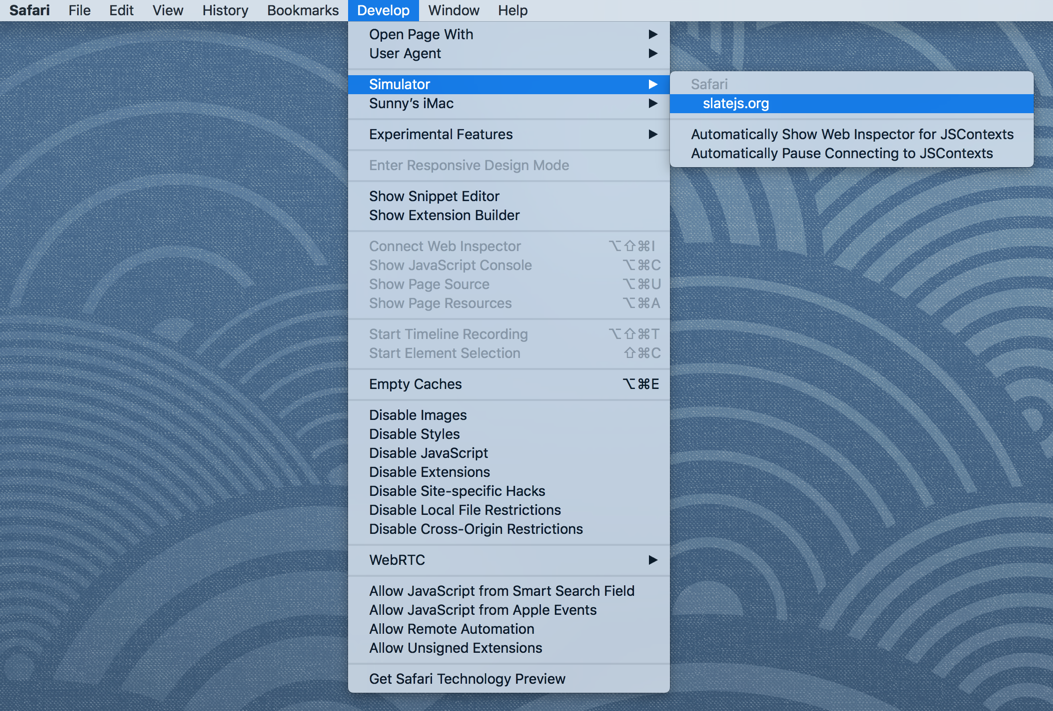 Safari File Edit View History Bookmarks Develop Window Help
Open Page With ▶
User Agent ▶
Simulator ▶
Safari
slatejs.org
Automatically Show Web Inspector for JSContexts
Automatically Pause Connecting to JSContexts
Sunny’s iMac ▶
Experimental Features ▶
Enter Responsive Design Mode
Show Snippet Editor
Show Extension Builder
Connect Web Inspector ⌥⇧⌘I
Show JavaScript Console ⌥⌘C
Show Page Source ⌥⌘U
Show Page Resources ⌥⌘A
Start Timeline Recording ⌥⇧⌘T
Start Element Selection ⇧⌘C
Empty Caches ⌥⌘E
Disable Images
Disable Styles
Disable JavaScript
Disable Extensions
Disable Site-specific Hacks
Disable Local File Restrictions
Disable Cross-Origin Restrictions
WebRTC ▶
Allow JavaScript from Smart Search Field
Allow JavaScript from Apple Events
Allow Remote Automation
Allow Unsigned Extensions
Get Safari Technology Preview